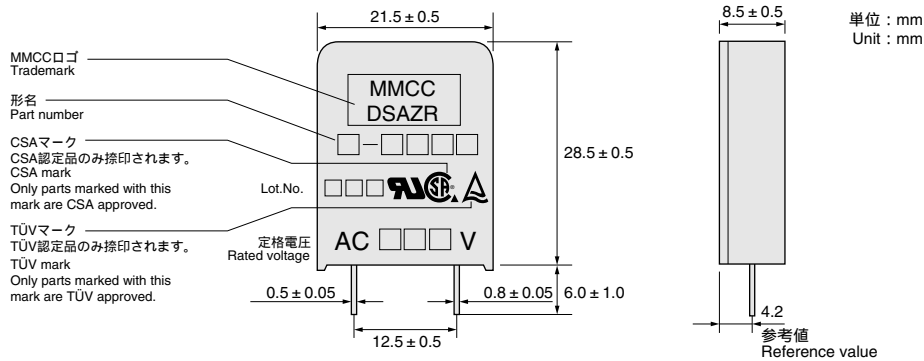 21.5 ± 0.5
8.5 ± 0.5
単位：mm
Unit : mm
MMCCロゴ
Trademark
形名
Part number
CSAマーク
CSA認定品のみ捺印されます。
CSA mark
Only parts marked with this
mark are CSA approved.
TÜVマーク
TÜV認定品のみ捺印されます。
TÜV mark
Only parts marked with this
mark are TÜV approved.
MMCC
DSAZR
□－□□□□
Lot.No.
□□□
SA
定格電圧
Rated voltage
AC □□□ V
28.5 ± 0.5
0.5 ± 0.05
0.8 ± 0.05
6.0 ± 1.0
12.5 ± 0.5
4.2
参考値
Reference value